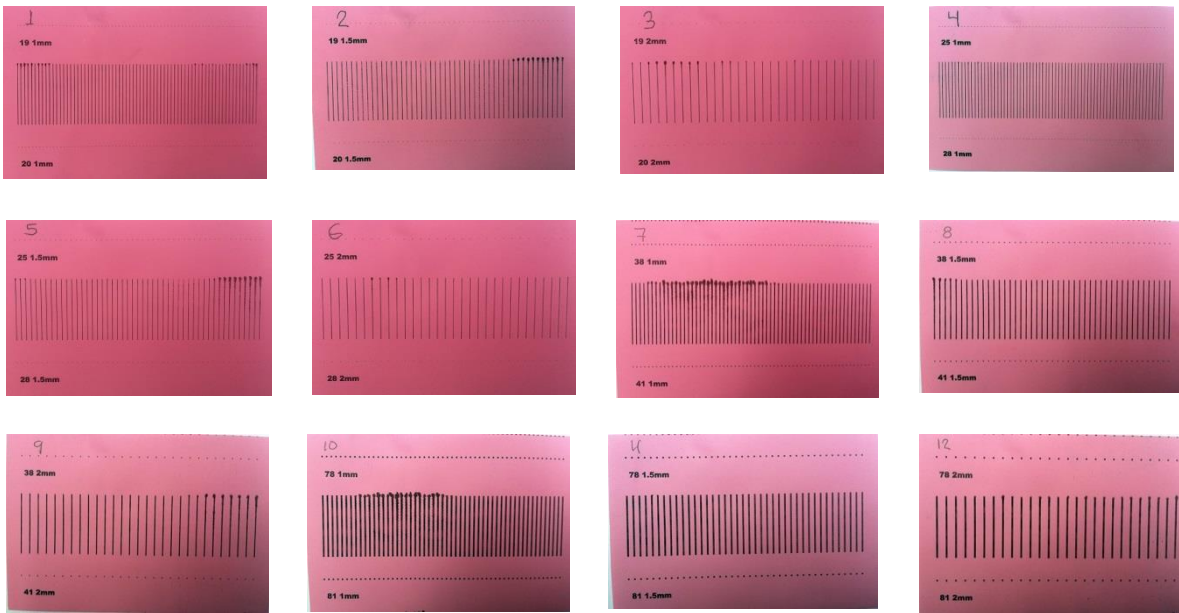 1
19 1mm
20 1mm
2
19 1.5mm
20 1.5mm
3
19 2mm
20 2mm
4
25 1mm
28 1mm
5
25 1.5mm
28 1.5mm
6
25 2mm
28 2mm
7
38 1mm
41 1mm
8
38 1.5mm
41 1.5mm
9
38 2mm
41 2mm
10
78 1mm
81 1mm
11
78 1.5mm
81 1.5mm
12
78 2mm
81 2mm